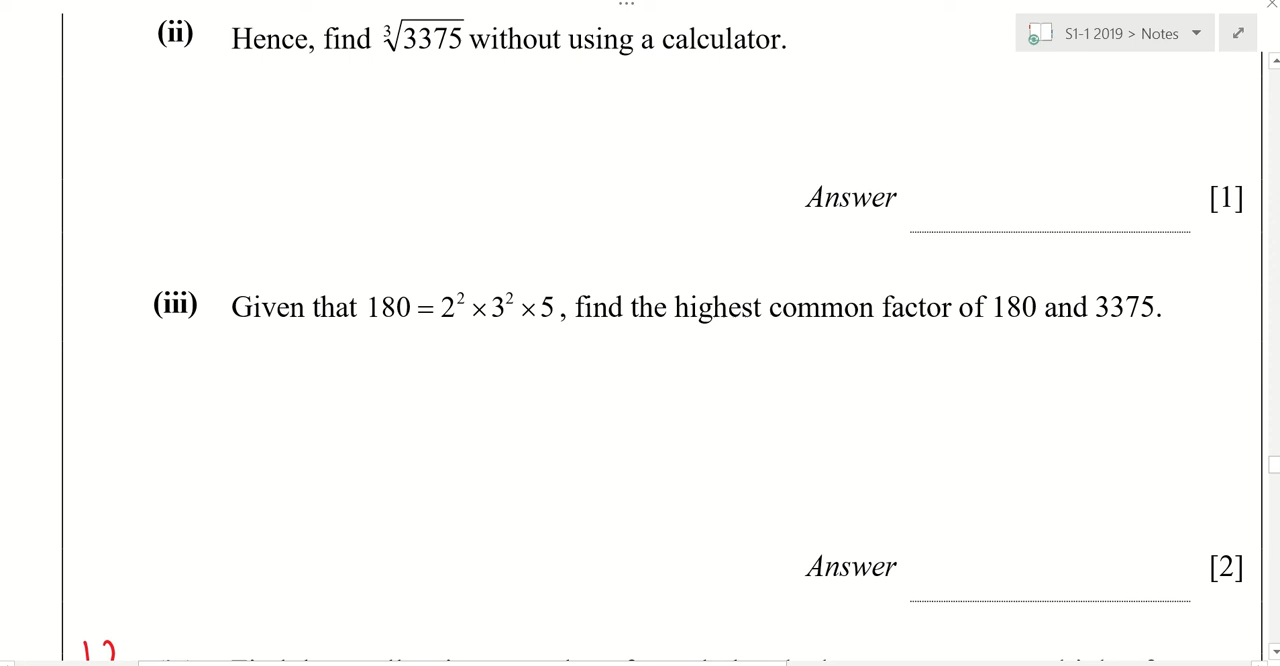 (ii) Hence, find ∛3375 without using a calculator.
S1-1 2019 > Notes
Answer [1]
(iii) Given that 180 = 2² × 3² × 5, find the highest common factor of 180 and 3375.
Answer [2]